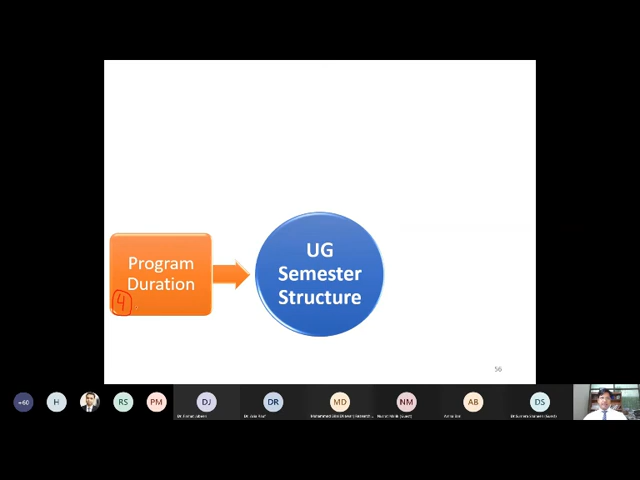 UG
Semester
Structure
Program
Duration
4
56
+60
H
RS
PM
DJ
DR
MD
NM
AB
DS